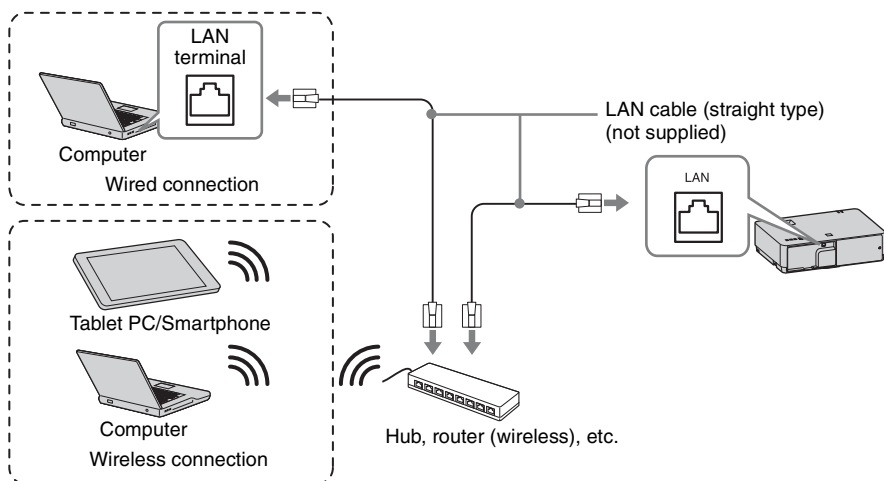 LAN
terminal
Computer
Wired connection
LAN cable (straight type)
(not supplied)
LAN
Tablet PC/Smartphone
Computer
Wireless connection
Hub, router (wireless), etc.